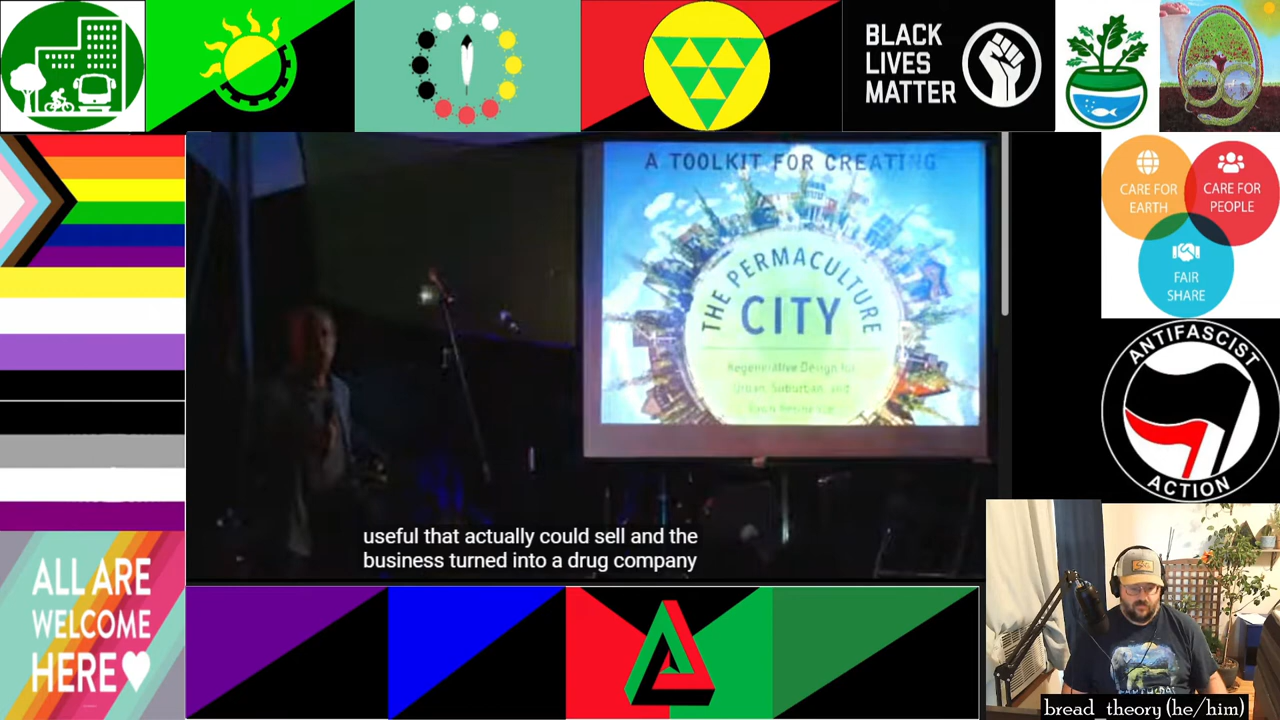 BLACK
LIVES
MATTER
A TOOLKIT FOR CREATING
THE PERMACULTURE
CITY
Regenerative Design for
Urban, Suburban, and
Town Resilience
CARE FOR
EARTH
CARE FOR
PEOPLE
FAIR
SHARE
ANTIFASCIST
ACTION
ALL ARE
WELCOME
HERE
useful that actually could sell and the
business turned into a drug company
bread_theory (he/him)